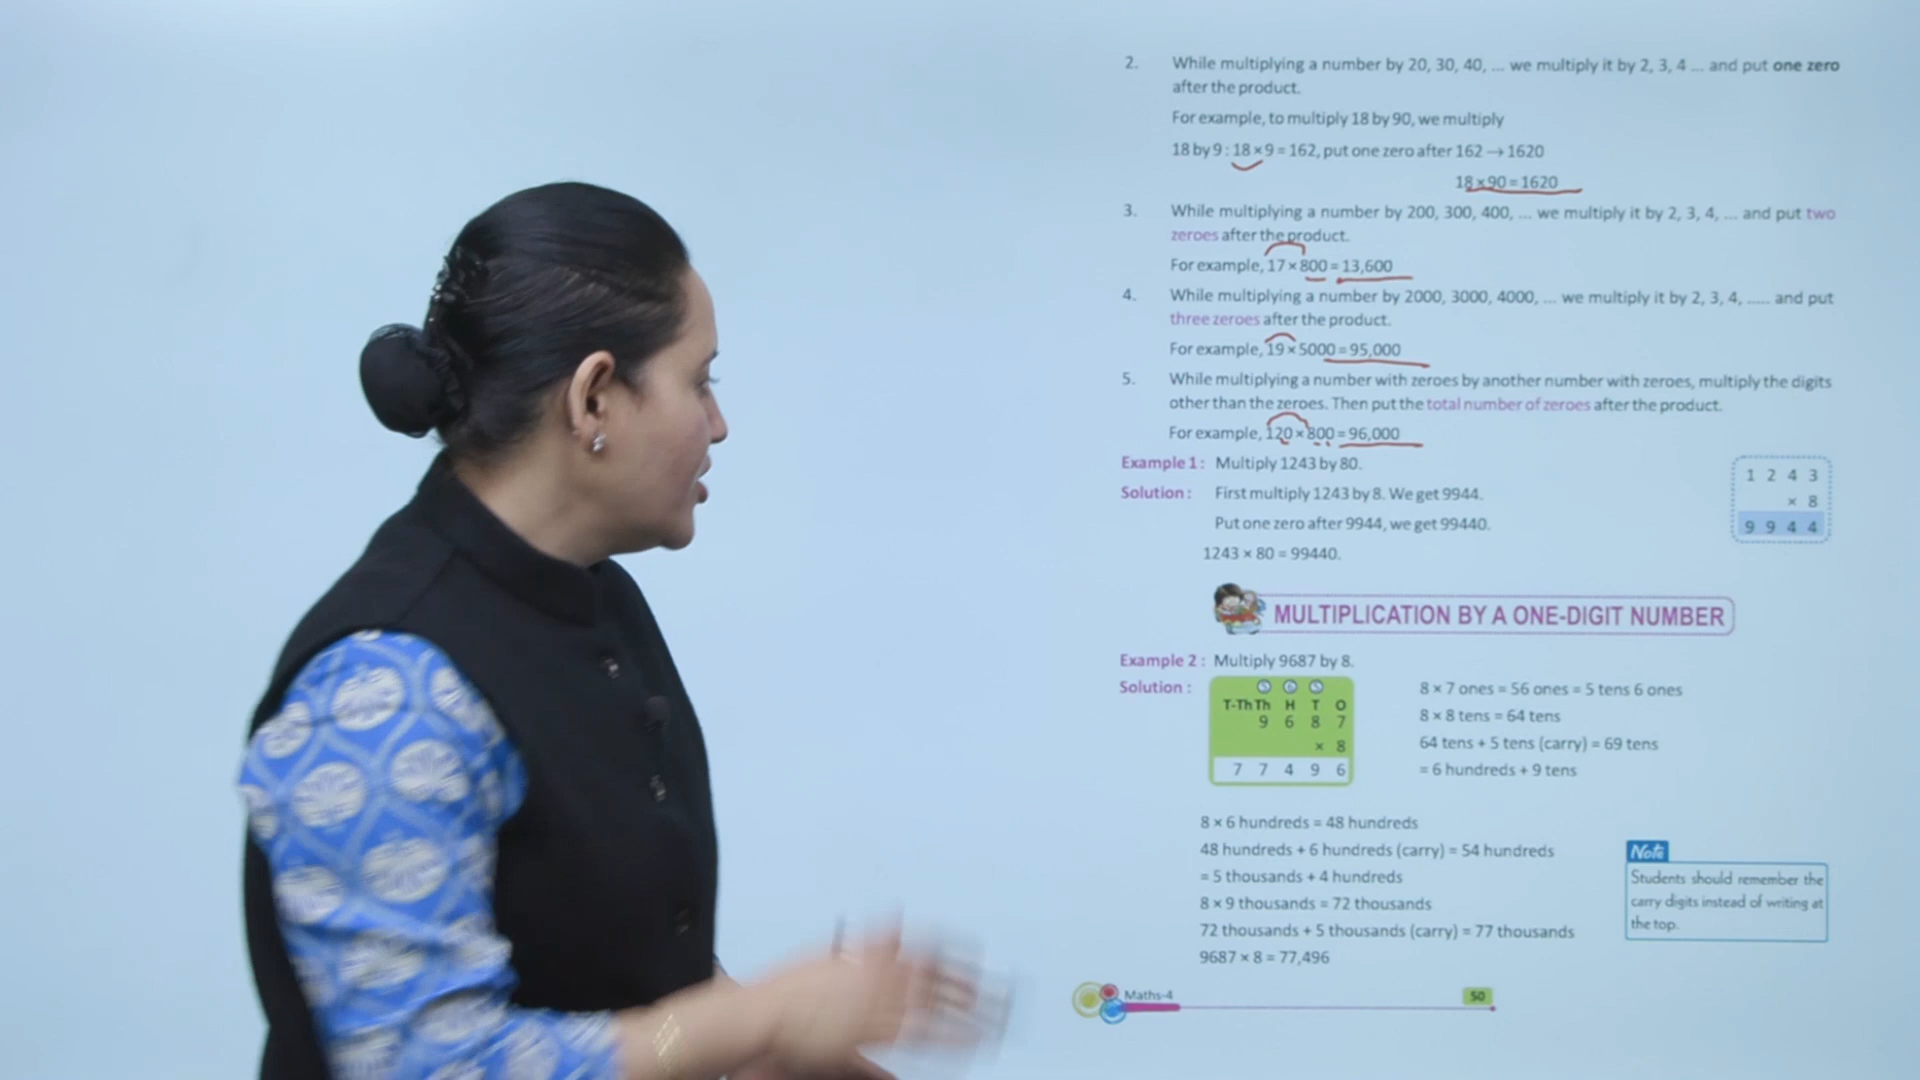 2. While multiplying a number by 20, 30, 40, ... we multiply it by 2, 3, 4 ... and put one zero
after the product.
For example, to multiply 18 by 90, we multiply
18 by 9 : 18 × 9 = 162, put one zero after 162 → 1620
18 × 90 = 1620
3. While multiplying a number by 200, 300, 400, ... we multiply it by 2, 3, 4, ... and put two
zeroes after the product.
For example, 17 × 800 = 13,600
4. While multiplying a number by 2000, 3000, 4000, ... we multiply it by 2, 3, 4, ..... and put
three zeroes after the product.
For example, 19 × 5000 = 95,000
5. While multiplying a number with zeroes by another number with zeroes, multiply the digits
other than the zeroes. Then put the total number of zeroes after the product.
For example, 120 × 800 = 96,000
Example 1 : Multiply 1243 by 80.
Solution : First multiply 1243 by 8. We get 9944.
Put one zero after 9944, we get 99440.
1243 × 80 = 99440.
1 2 4 3
× 8
9 9 4 4
MULTIPLICATION BY A ONE-DIGIT NUMBER
Example 2 : Multiply 9687 by 8.
Solution :
5 6 5
T-Th Th H T O
9 6 8 7
× 8
7 7 4 9 6
8 × 7 ones = 56 ones = 5 tens 6 ones
8 × 8 tens = 64 tens
64 tens + 5 tens (carry) = 69 tens
= 6 hundreds + 9 tens
8 × 6 hundreds = 48 hundreds
48 hundreds + 6 hundreds (carry) = 54 hundreds
= 5 thousands + 4 hundreds
8 × 9 thousands = 72 thousands
72 thousands + 5 thousands (carry) = 77 thousands
9687 × 8 = 77,496
Note
Students should remember the
carry digits instead of writing at
the top.
Maths-4
50